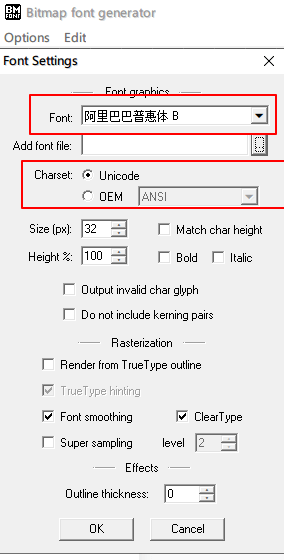 BM FONT Bitmap font generator
Options Edit
Font Settings
Font graphics
Font: 阿里巴巴普惠体 B
Add font file: ...
Charset: Unicode
OEM ANSI
Size (px): 32 Match char height
Height %: 100 Bold Italic
Output invalid char glyph
Do not include kerning pairs
Rasterization
Render from TrueType outline
TrueType hinting
Font smoothing ClearType
Super sampling level 2
Effects
Outline thickness: 0
OK Cancel